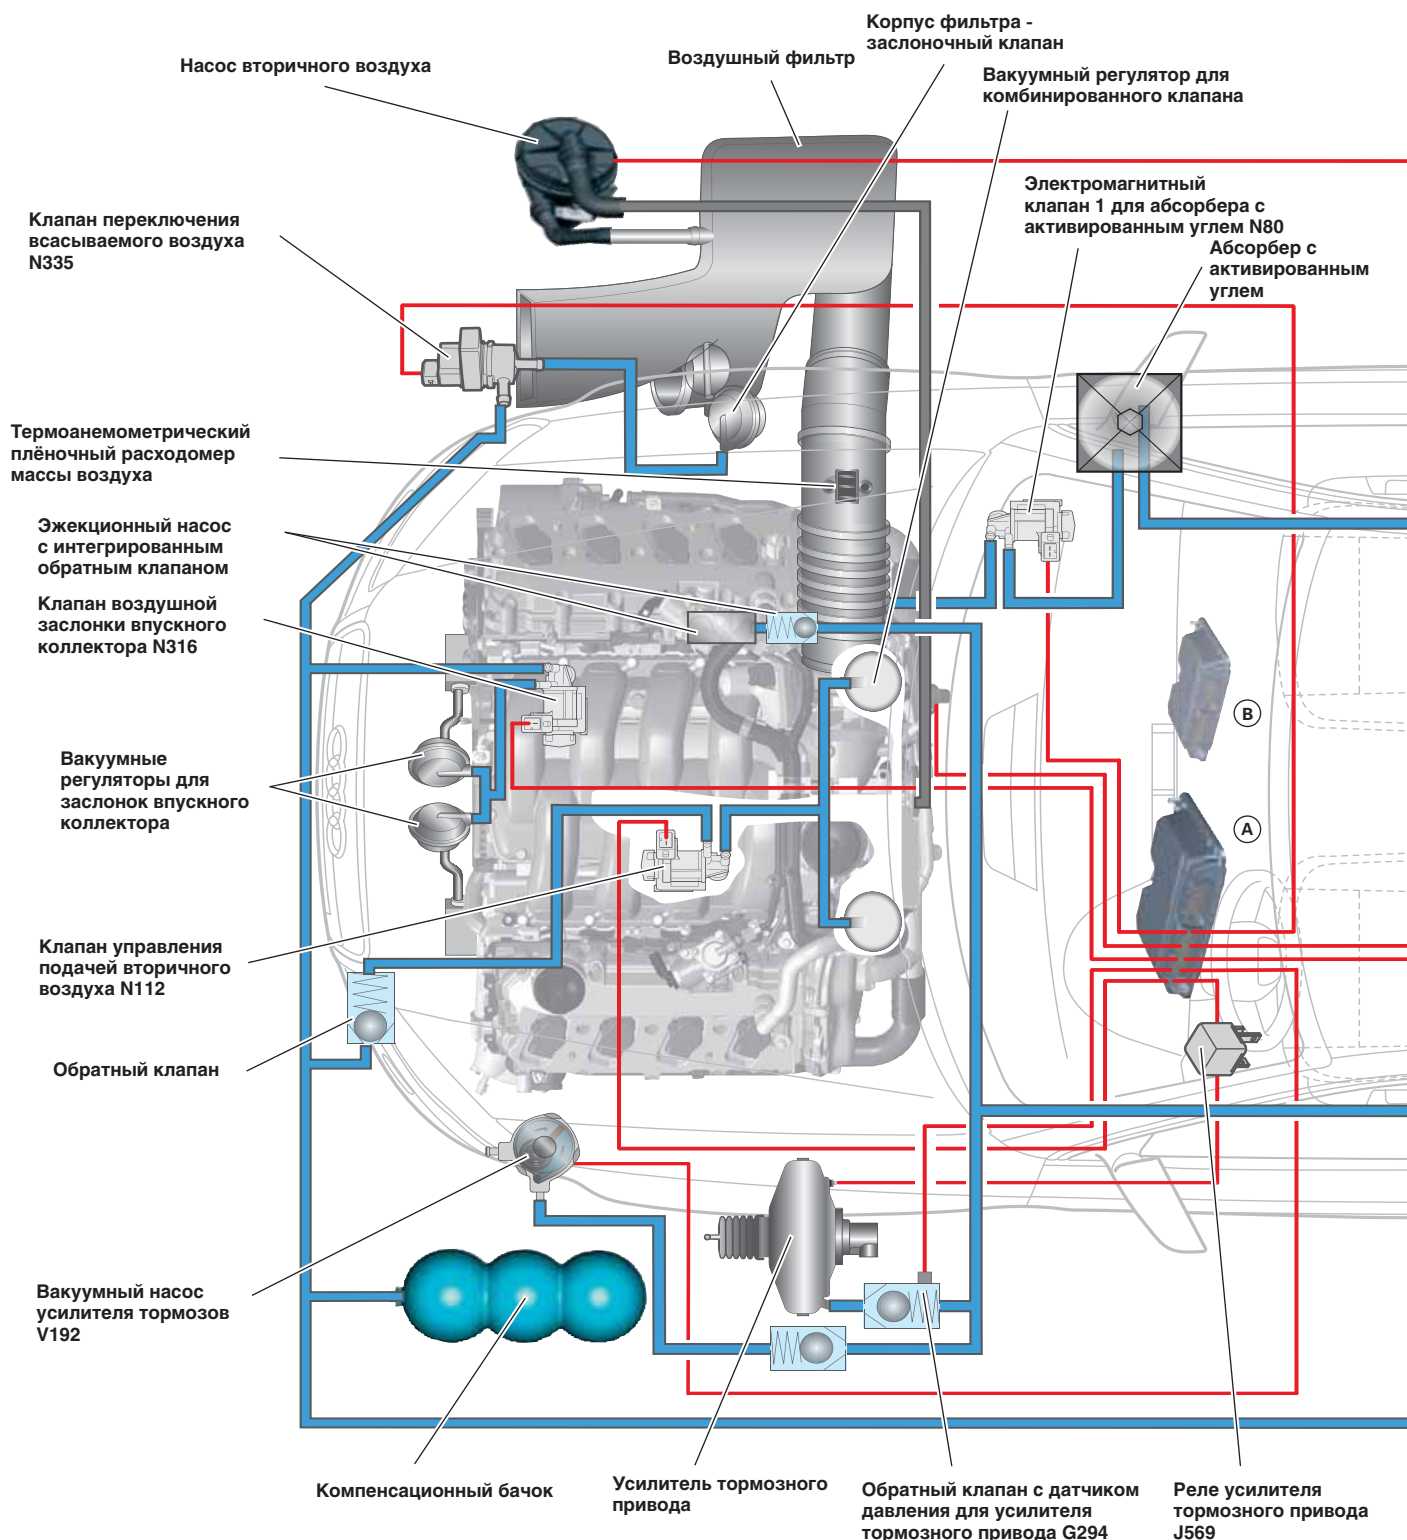 Корпус фильтра -
заслоночный клапан
Воздушный фильтр
Насос вторичного воздуха
Вакуумный регулятор для
комбинированного клапана
Электромагнитный
клапан 1 для абсорбера с
активированным углем N80
Абсорбер с
активированным
углем
Клапан переключения
всасываемого воздуха
N335
Термоанемометрический
плёночный расходомер
массы воздуха
Эжекционный насос
с интегрированным
обратным клапаном
Клапан воздушной
заслонки впускного
коллектора N316
B
Вакуумные
регуляторы для
заслонок впускного
коллектора
A
Клапан управления
подачей вторичного
воздуха N112
Обратный клапан
Вакуумный насос
усилителя тормозов
V192
Компенсационный бачок
Усилитель тормозного
привода
Обратный клапан с датчиком
давления для усилителя
тормозного привода G294
Реле усилителя
тормозного привода
J569